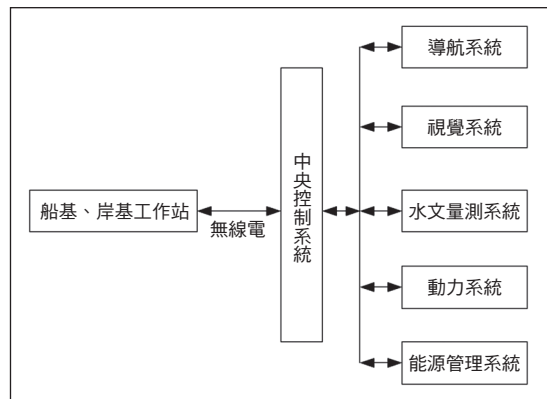 船基、岸基工作站
無線電
中央控制系統
導航系統
視覺系統
水文量測系統
動力系統
能源管理系統